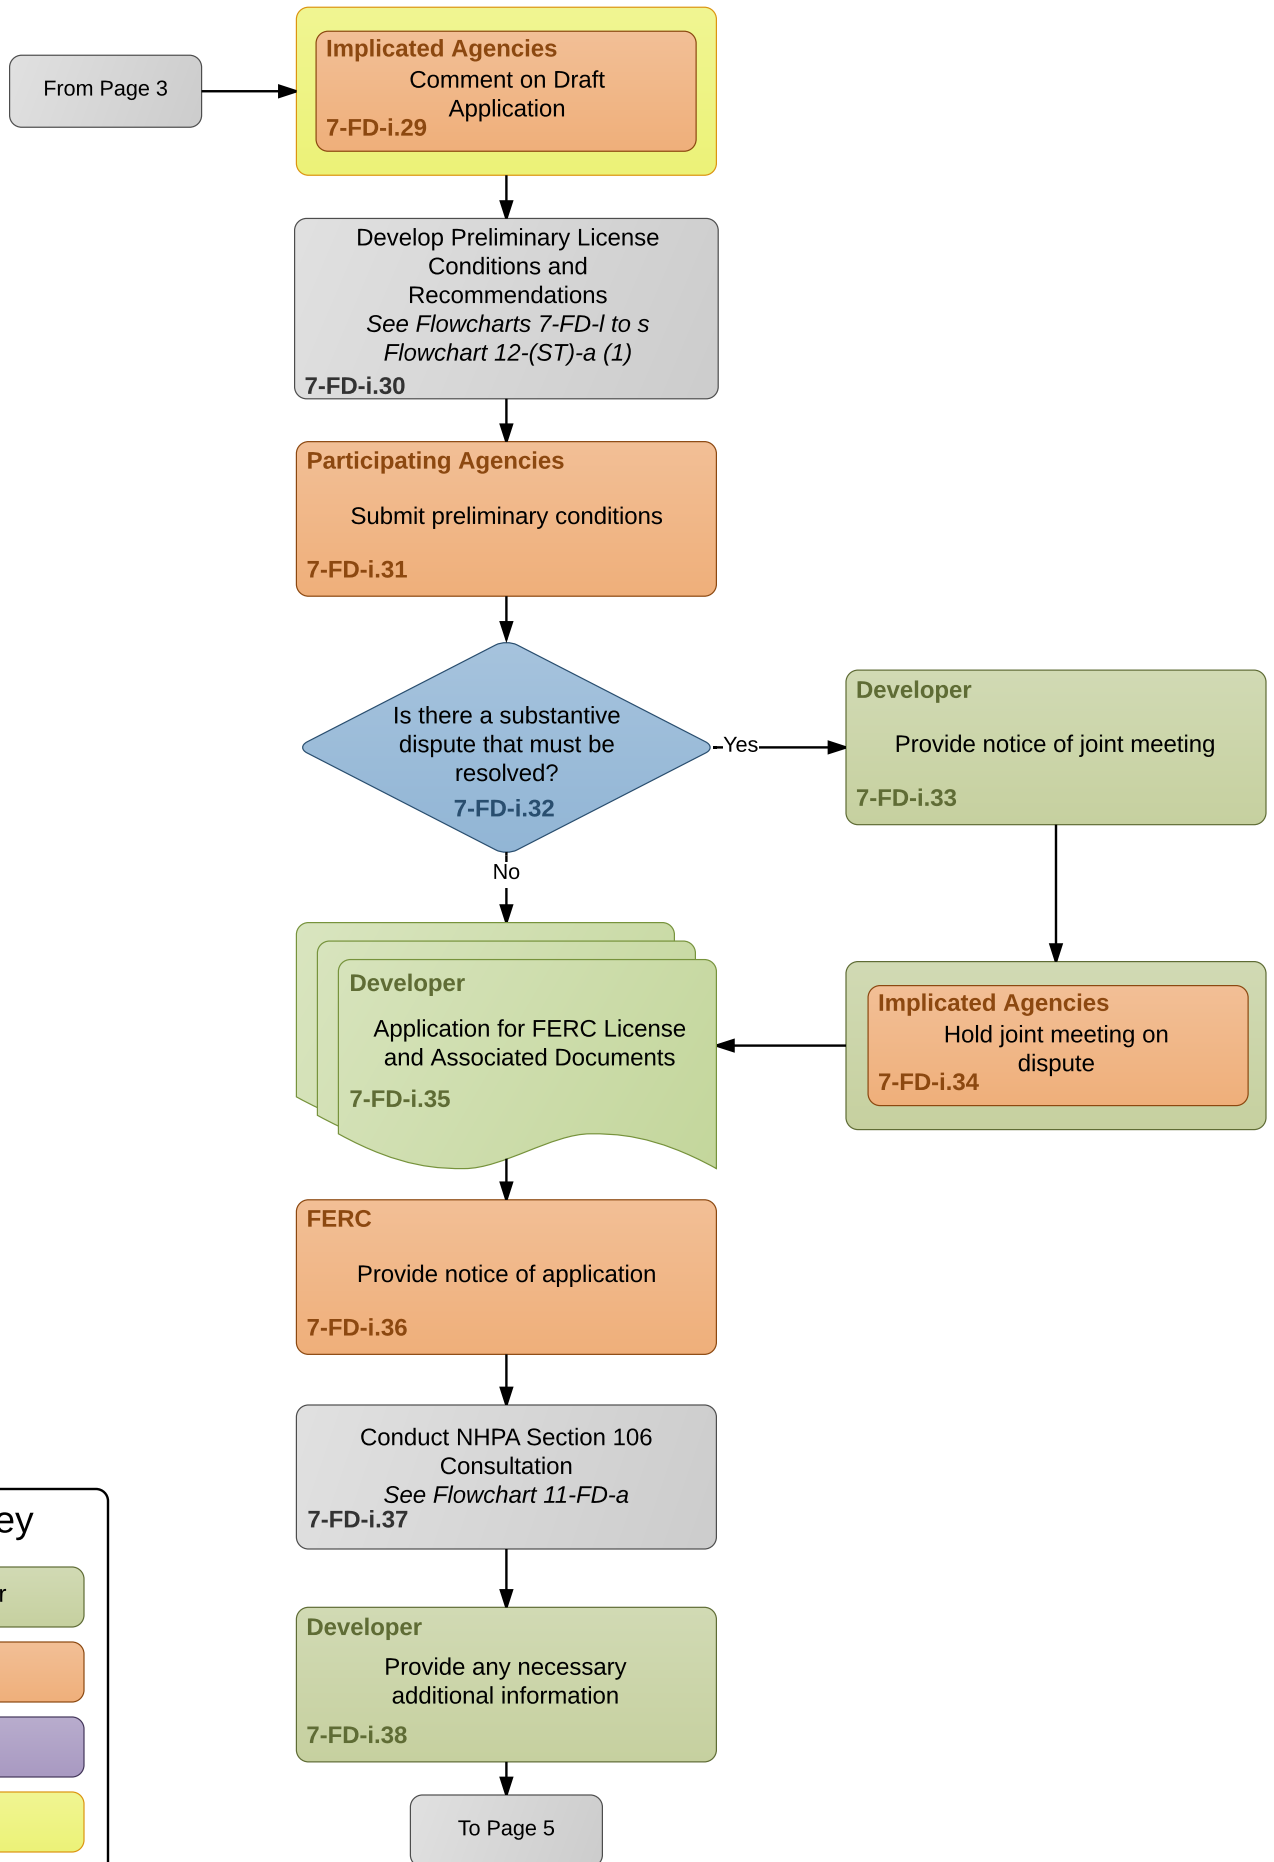 From Page 3
Implicated Agencies
Comment on Draft
Application
7-FD-i.29
Develop Preliminary License
Conditions and
Recommendations
See Flowcharts 7-FD-l to s
Flowchart 12-(ST)-a (1)
7-FD-i.30
Participating Agencies
Submit preliminary conditions
7-FD-i.31
Is there a substantive
dispute that must be
resolved?
7-FD-i.32
Yes
Developer
Provide notice of joint meeting
7-FD-i.33
No
Implicated Agencies
Hold joint meeting on
dispute
7-FD-i.34
Developer
Application for FERC License
and Associated Documents
7-FD-i.35
FERC
Provide notice of application
7-FD-i.36
Conduct NHPA Section 106
Consultation
See Flowchart 11-FD-a
7-FD-i.37
Developer
Provide any necessary
additional information
7-FD-i.38
To Page 5
ey
r